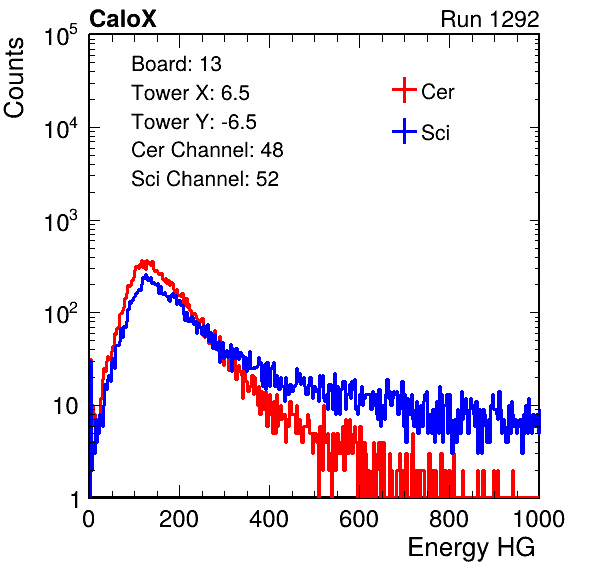 CaloX Run 1292
Counts
10^5
10^4
10^3
10^2
10
1
Board: 13
Tower X: 6.5
Tower Y: -6.5
Cer Channel: 48
Sci Channel: 52
Cer
Sci
0 200 400 600 800 1000
Energy HG